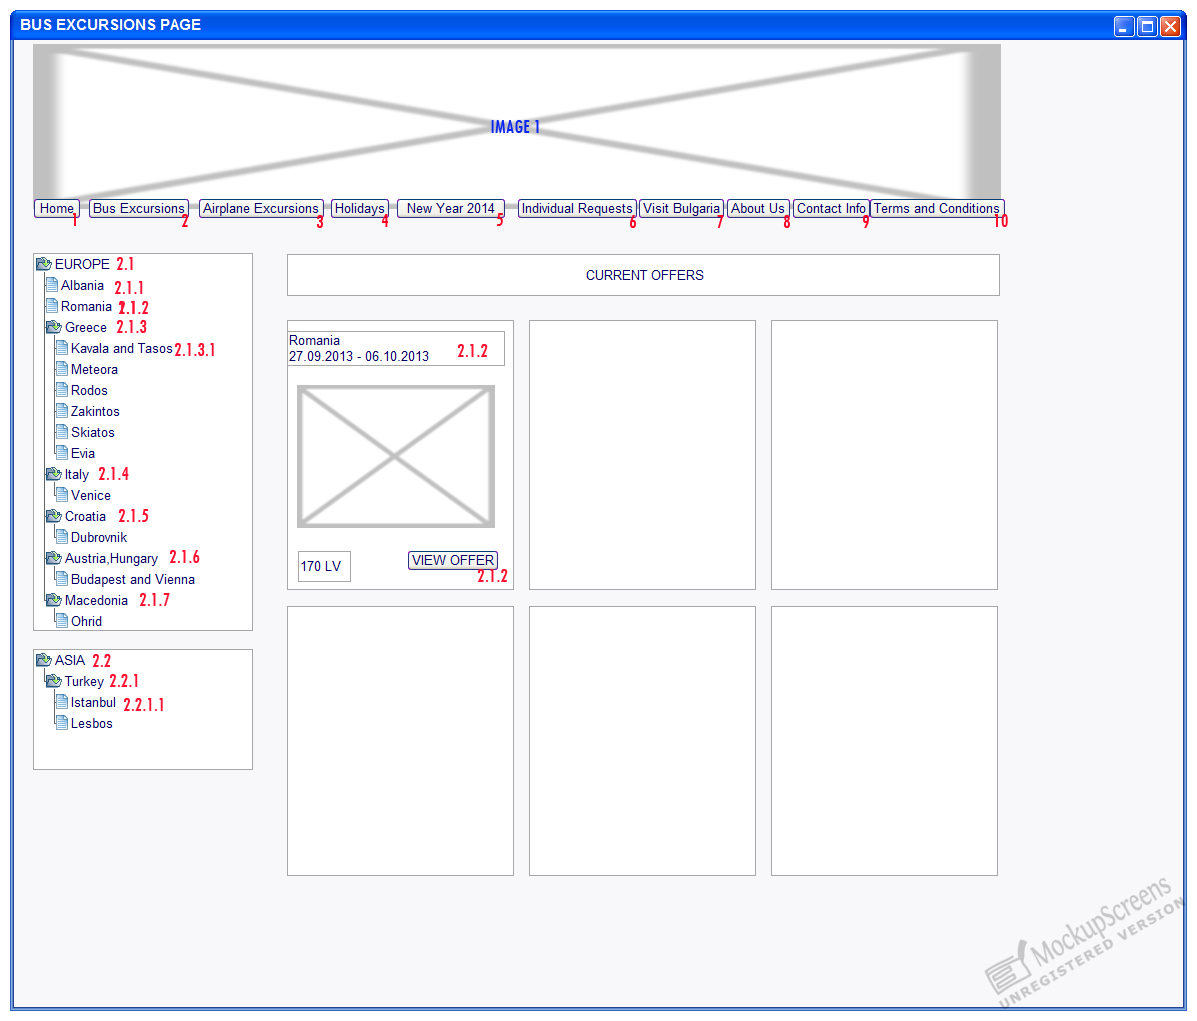 BUS EXCURSIONS PAGE
IMAGE 1
Home Bus Excursions Airplane Excursions Holidays New Year 2014 Individual Requests Visit Bulgaria About Us Contact Info Terms and Conditions
1 2 3 4 5 6 7 8 9 10
EUROPE 2.1
Albania 2.1.1
Romania 2.1.2
Greece 2.1.3
Kavala and Tasos 2.1.3.1
Meteora
Rodos
Zakintos
Skiatos
Evia
Italy 2.1.4
Venice
Croatia 2.1.5
Dubrovnik
Austria,Hungary 2.1.6
Budapest and Vienna
Macedonia 2.1.7
Ohrid
ASIA 2.2
Turkey 2.2.1
Istanbul 2.2.1.1
Lesbos
CURRENT OFFERS
Romania
27.09.2013 - 06.10.2013 2.1.2
170 LV VIEW OFFER
2.1.2
MockupScreens
UNREGISTERED VERSION